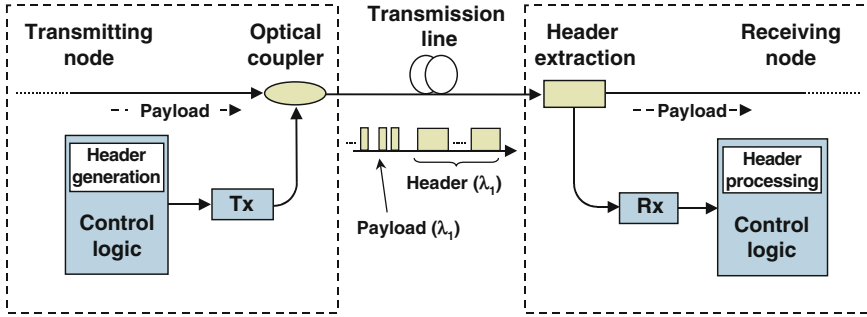 Transmitting
node
Optical
coupler
Transmission
line
Header
extraction
Receiving
node
Payload
Payload
Header
generation
Control
logic
Tx
Header (λ1)
Payload (λ1)
Rx
Header
processing
Control
logic